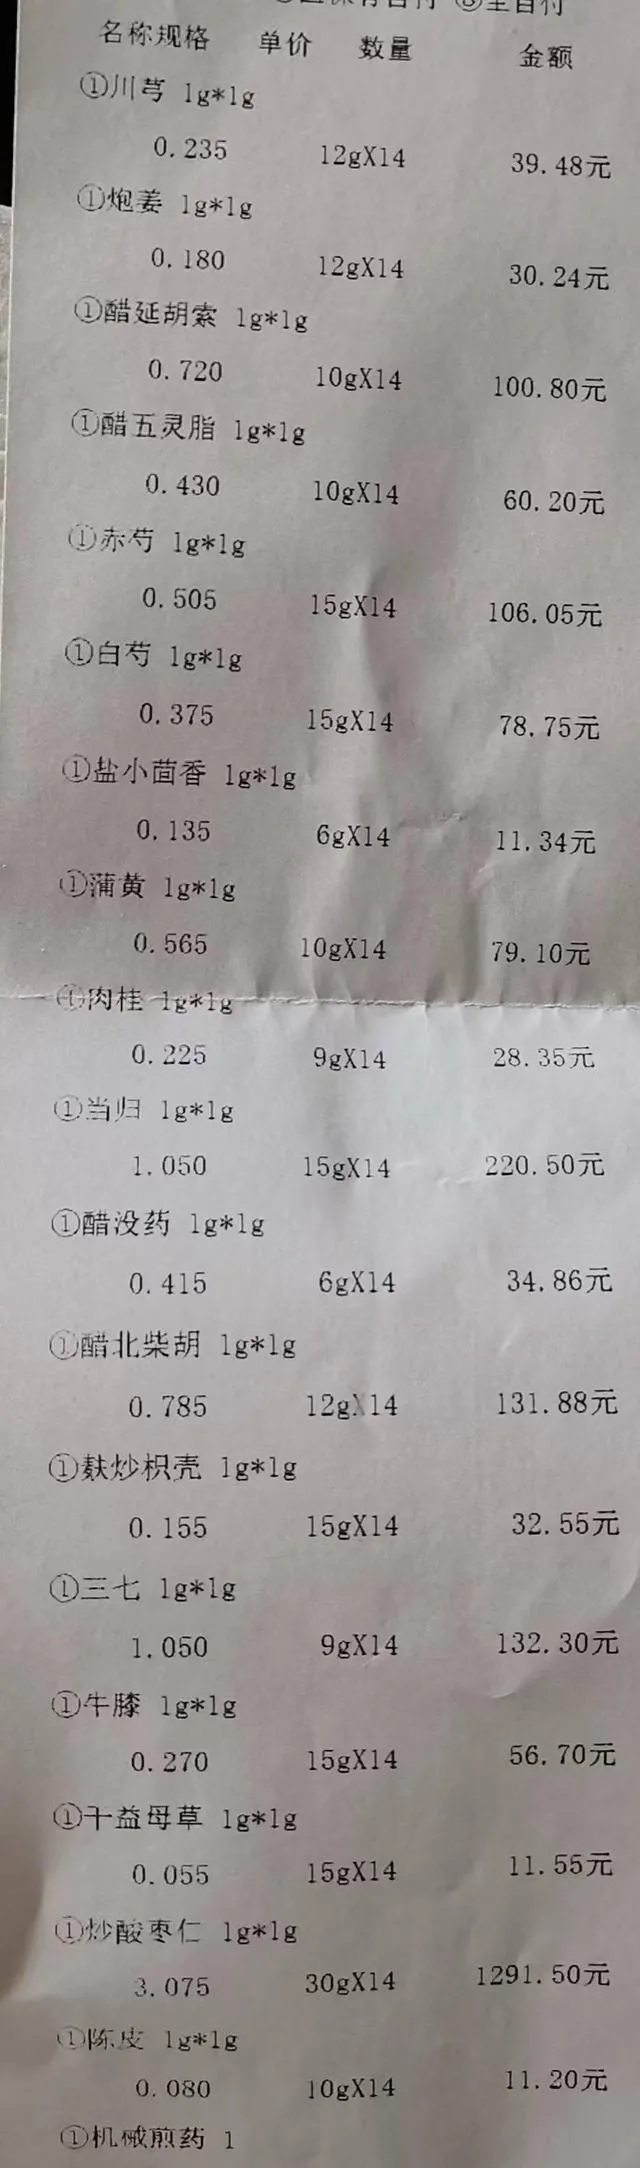 ①医保有自付 ③全自付
名称规格 单价 数量 金额
①川芎 1g*1g
0.235 12gX14 39.48元
①炮姜 1g*1g
0.180 12gX14 30.24元
①醋延胡索 1g*1g
0.720 10gX14 100.80元
①醋五灵脂 1g*1g
0.430 10gX14 60.20元
①赤芍 1g*1g
0.505 15gX14 106.05元
①白芍 1g*1g
0.375 15gX14 78.75元
①盐小茴香 1g*1g
0.135 6gX14 11.34元
①蒲黄 1g*1g
0.565 10gX14 79.10元
①肉桂 1g*1g
0.225 9gX14 28.35元
①当归 1g*1g
1.050 15gX14 220.50元
①醋没药 1g*1g
0.415 6gX14 34.86元
①醋北柴胡 1g*1g
0.785 12gX14 131.88元
①麸炒枳壳 1g*1g
0.155 15gX14 32.55元
①三七 1g*1g
1.050 9gX14 132.30元
①牛膝 1g*1g
0.270 15gX14 56.70元
①干益母草 1g*1g
0.055 15gX14 11.55元
①炒酸枣仁 1g*1g
3.075 30gX14 1291.50元
①陈皮 1g*1g
0.080 10gX14 11.20元
①机械煎药 1